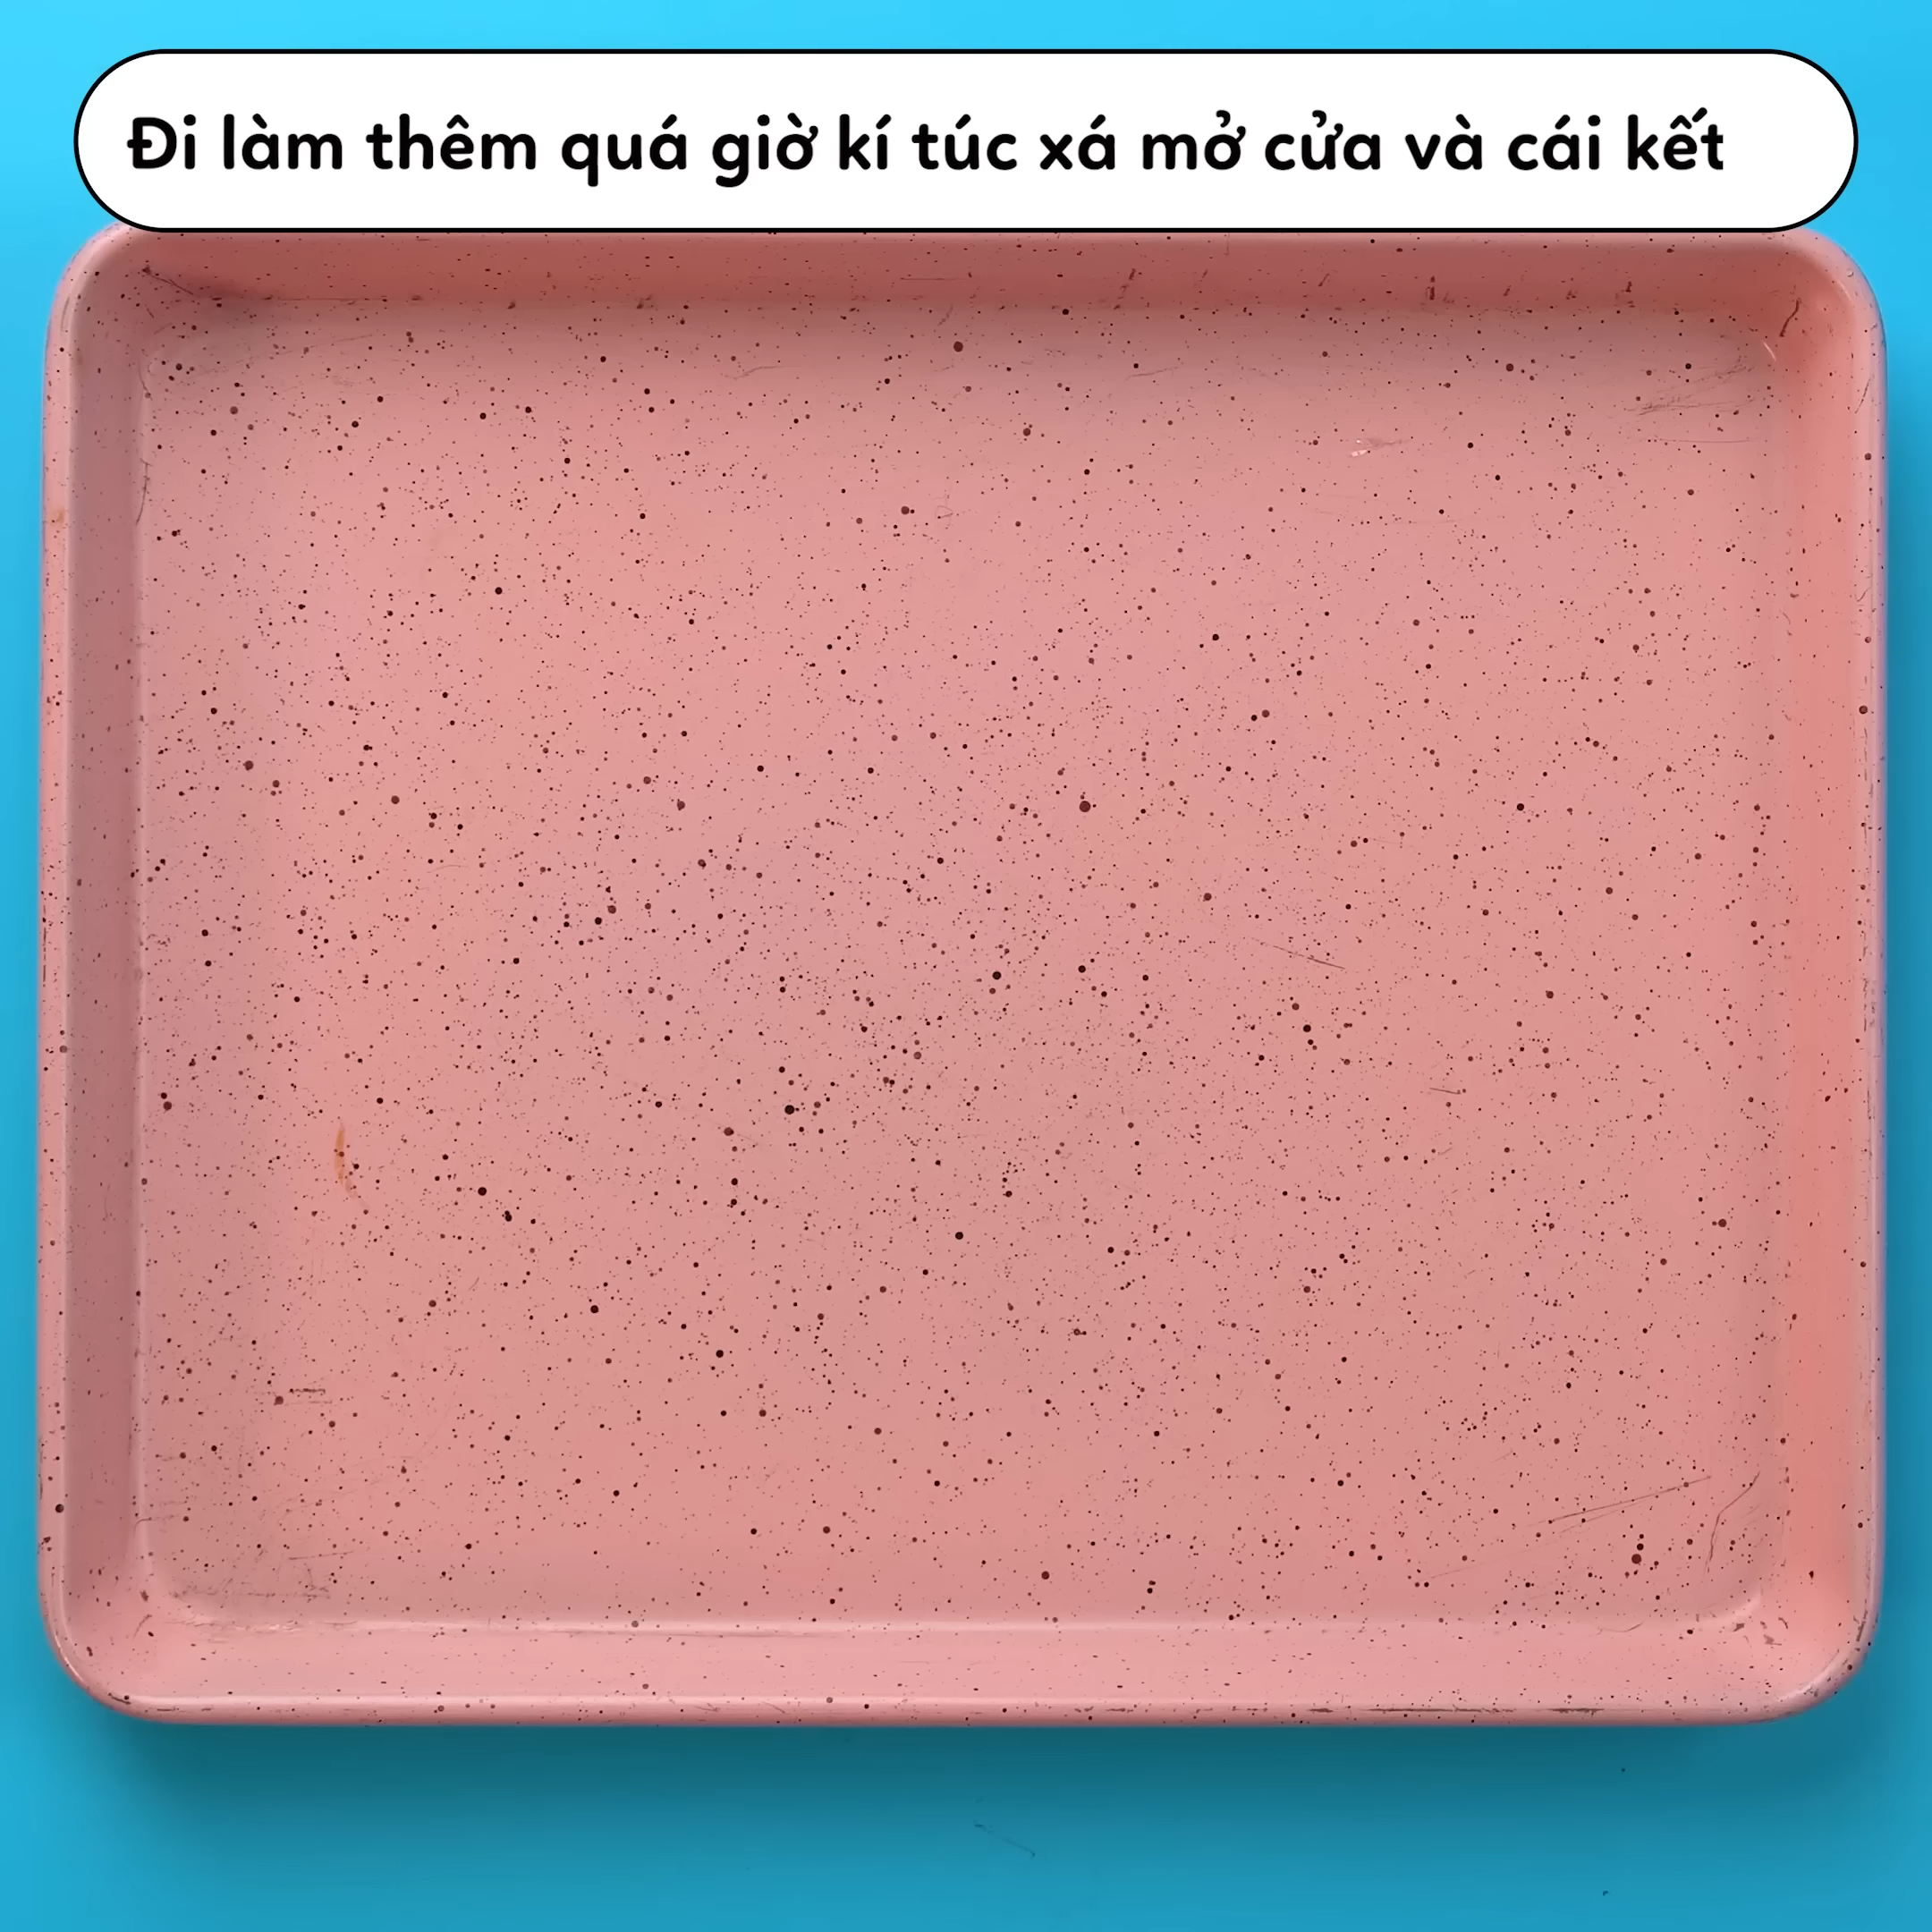 Đi làm thêm quá giờ kí túc xá mở cửa và cái kết